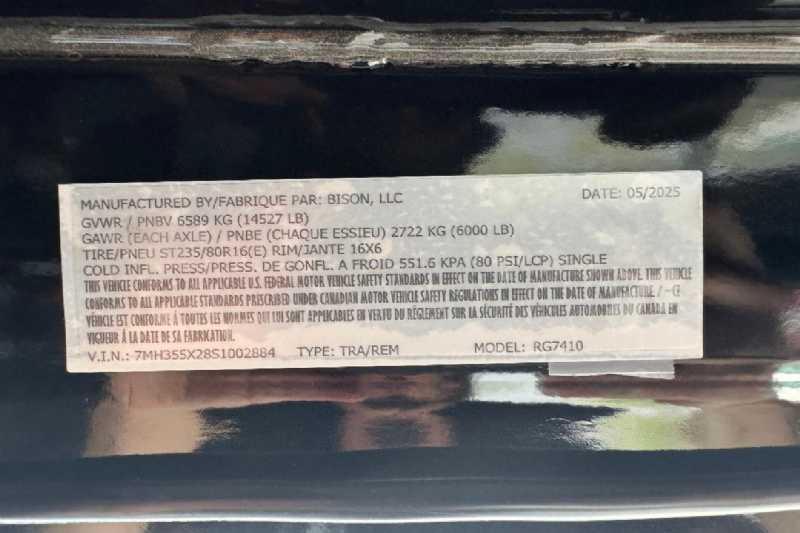 MANUFACTURED BY/FABRIQUE PAR: BISON, LLC DATE: 05/2025
GVWR / PNBV 6589 KG (14527 LB)
GAWR (EACH AXLE) / PNBE (CHAQUE ESSIEU) 2722 KG (6000 LB)
TIRE/PNEU ST235/80R16(E) RIM/JANTE 16X6
COLD INFL. PRESS/PRESS. DE GONFL. A FROID 551.6 KPA (80 PSI/LCP) SINGLE
THIS VEHICLE CONFORMS TO ALL APPLICABLE U.S. FEDERAL MOTOR VEHICLE SAFETY STANDARDS IN EFFECT ON THE DATE OF MANUFACTURE SHOWN ABOVE. THIS VEHICLE
CONFORMS TO ALL APPLICABLE STANDARDS PRESCRIBED UNDER CANADIAN MOTOR VEHICLE SAFETY REGULATIONS IN EFFECT ON THE DATE OF MANUFACTURE. / -CE
VÉHICLE EST CONFORME À TOUTES LES NORMES QUI LUI SONT APPLICABLES EN VERTU DU RÉGLEMENT SUR LA SÉCURITÉ DES VÉHICULES AUTOMOBILES DU CANADA EN
VIGUEUR À LA DATE DE SA FABRICATION.
V.I.N.: 7MH355X28S1002884 TYPE: TRA/REM MODEL: RG7410